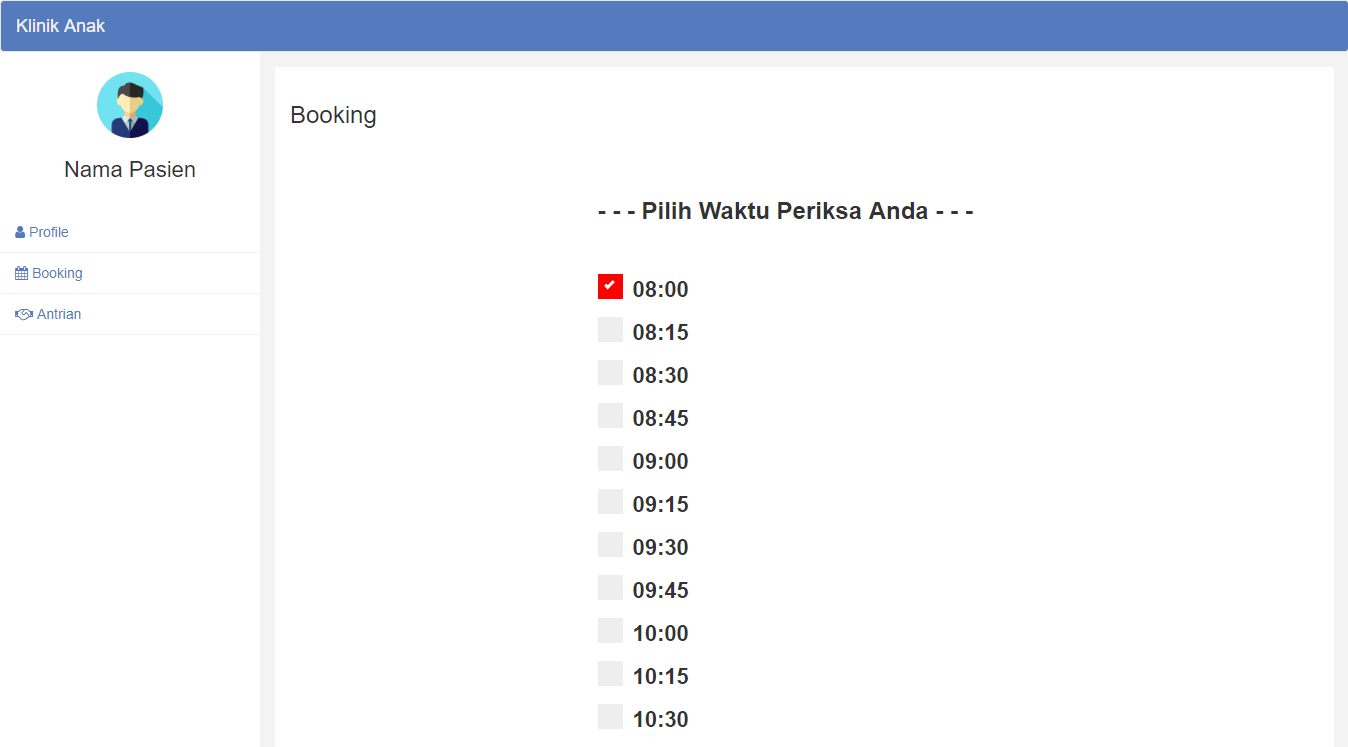 Klinik Anak
Nama Pasien
Profile
Booking
Antrian
Booking
- - - Pilih Waktu Periksa Anda - - -
08:00
08:15
08:30
08:45
09:00
09:15
09:30
09:45
10:00
10:15
10:30